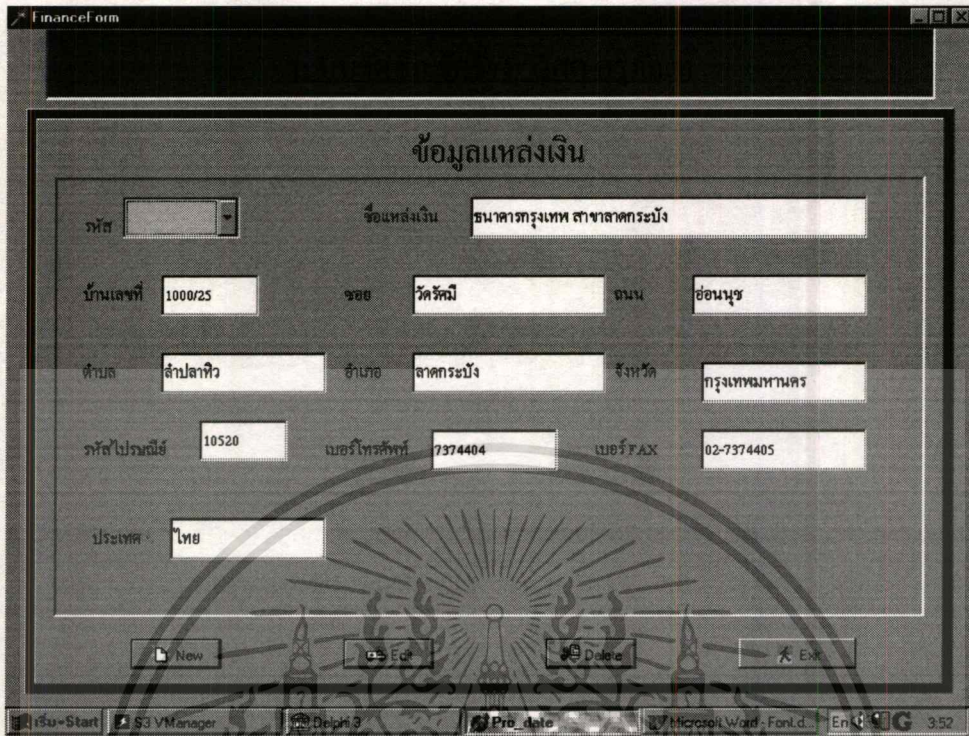 FinanceForm
ข้อมูลแหล่งเงิน
รหัส ชื่อแหล่งเงิน ธนาคารกรุงเทพ สาขาลาดกระบัง
บ้านเลขที่ 1000/25 ซอย วัดรัศมี ถนน อ่อนนุช
ตำบล ลำปลาทิว อำเภอ ลาดกระบัง จังหวัด กรุงเทพมหานคร
รหัสไปรษณีย์ 10520 เบอร์โทรศัพท์ 7374404 เบอร์FAX 02-7374405
ประเทศ ไทย
New Edit Delete Exit
เริ่ม-Start S3 VManager Delphi 3 Pro_date Microsoft Word - Font.d... En 3:52